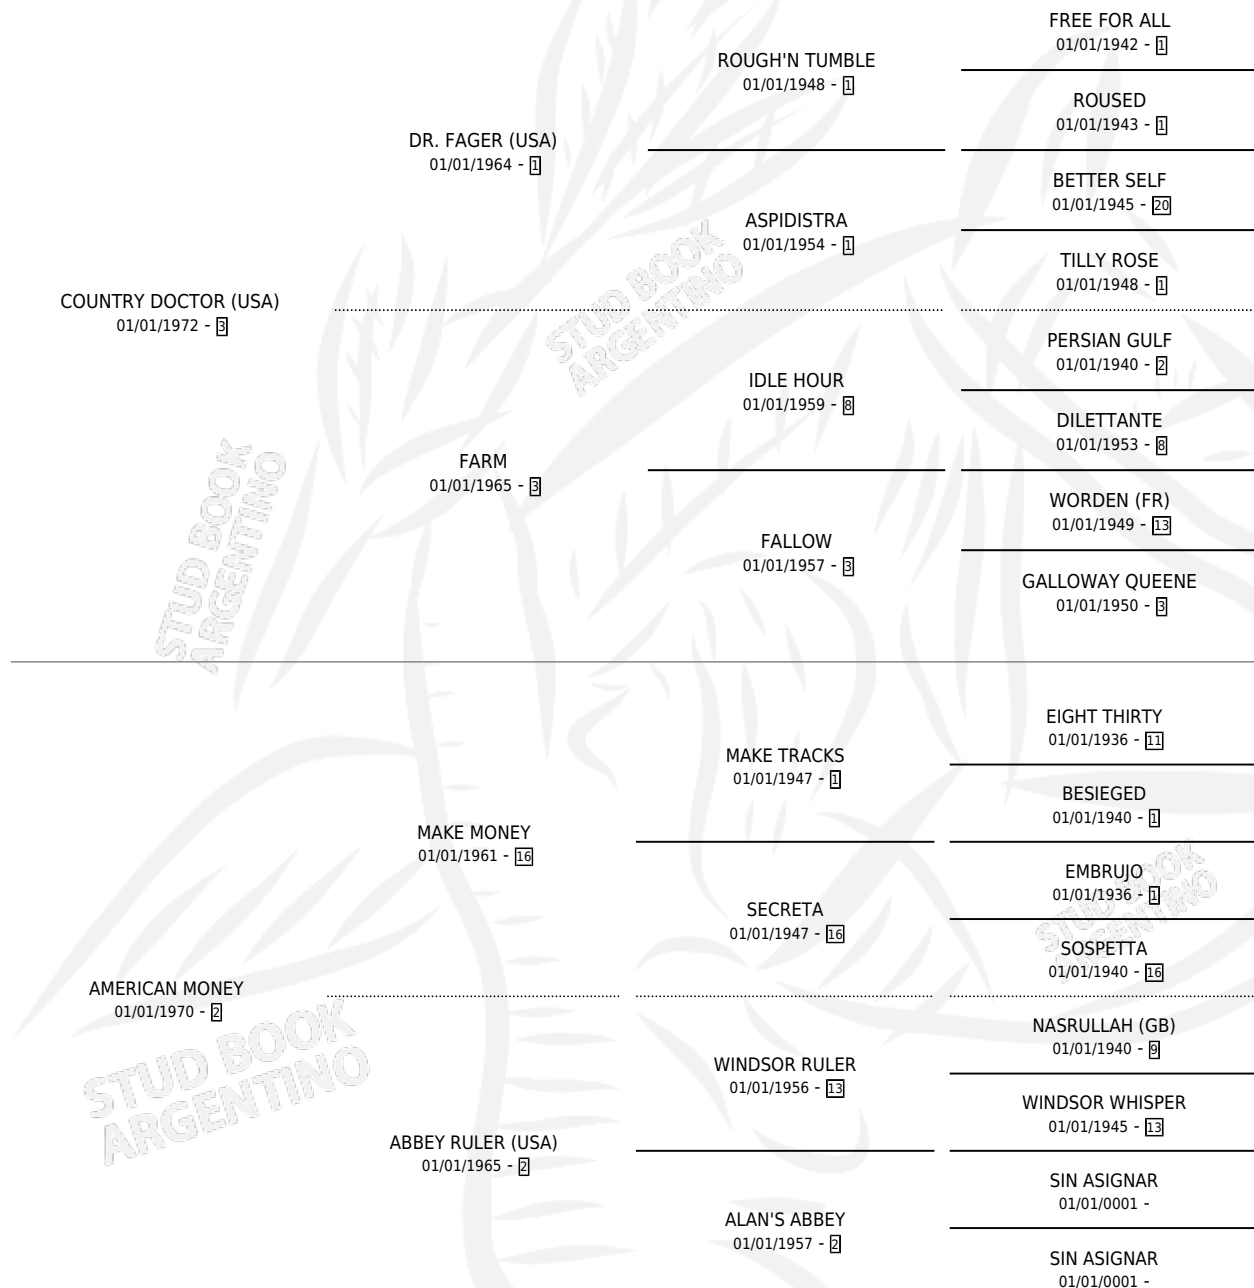 FREE FOR ALL
01/01/1942 - 1
ROUGH'N TUMBLE
01/01/1948 - 1
ROUSED
01/01/1943 - 1
DR. FAGER (USA)
01/01/1964 - 1
BETTER SELF
01/01/1945 - 20
ASPIDISTRA
01/01/1954 - 1
TILLY ROSE
01/01/1948 - 1
COUNTRY DOCTOR (USA)
01/01/1972 - 3
STUD BOOK
ARGENTINO
PERSIAN GULF
01/01/1940 - 2
IDLE HOUR
01/01/1959 - 8
DILETTANTE
01/01/1953 - 8
FARM
01/01/1965 - 3
WORDEN (FR)
01/01/1949 - 13
FALLOW
01/01/1957 - 3
GALLOWAY QUEENE
01/01/1950 - 3
STUD BOOK
ARGENTINO
EIGHT THIRTY
01/01/1936 - 11
MAKE TRACKS
01/01/1947 - 1
BESIEGED
01/01/1940 - 1
MAKE MONEY
01/01/1961 - 16
EMBRUJO
01/01/1936 - 1
SECRETA
01/01/1947 - 16
SOSPETTA
01/01/1940 - 16
STUD BOOK
ARGENTINO
AMERICAN MONEY
01/01/1970 - 2
NASRULLAH (GB)
01/01/1940 - 9
WINDSOR RULER
01/01/1956 - 13
WINDSOR WHISPER
01/01/1945 - 13
STUD BOOK
ARGENTINO
ABBEY RULER (USA)
01/01/1965 - 2
SIN ASIGNAR
01/01/0001 -
ALAN'S ABBEY
01/01/1957 - 2
SIN ASIGNAR
01/01/0001 -